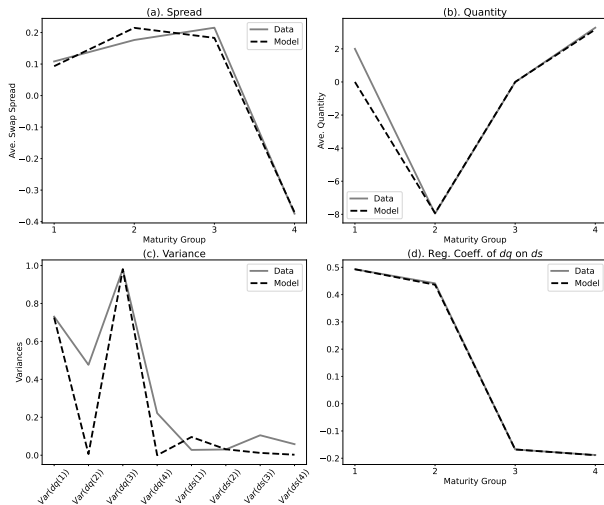 (a). Spread
Ave. Swap Spread
0.2
0.1
0.0
−0.1
−0.2
−0.3
−0.4
Data
Model
1 2 3 4
Maturity Group
(b). Quantity
Ave. Quantity
2
0
−2
−4
−6
−8
Data
Model
1 2 3 4
Maturity Group
(c). Variance
Variances
1.0
0.8
0.6
0.4
0.2
0.0
Data
Model
Var(dq(1)) Var(dq(2)) Var(dq(3)) Var(dq(4)) Var(ds(1)) Var(ds(2)) Var(ds(3)) Var(ds(4))
(d). Reg. Coeff. of dq on ds
0.5
0.4
0.3
0.2
0.1
0.0
−0.1
−0.2
Data
Model
1 2 3 4
Maturity Group